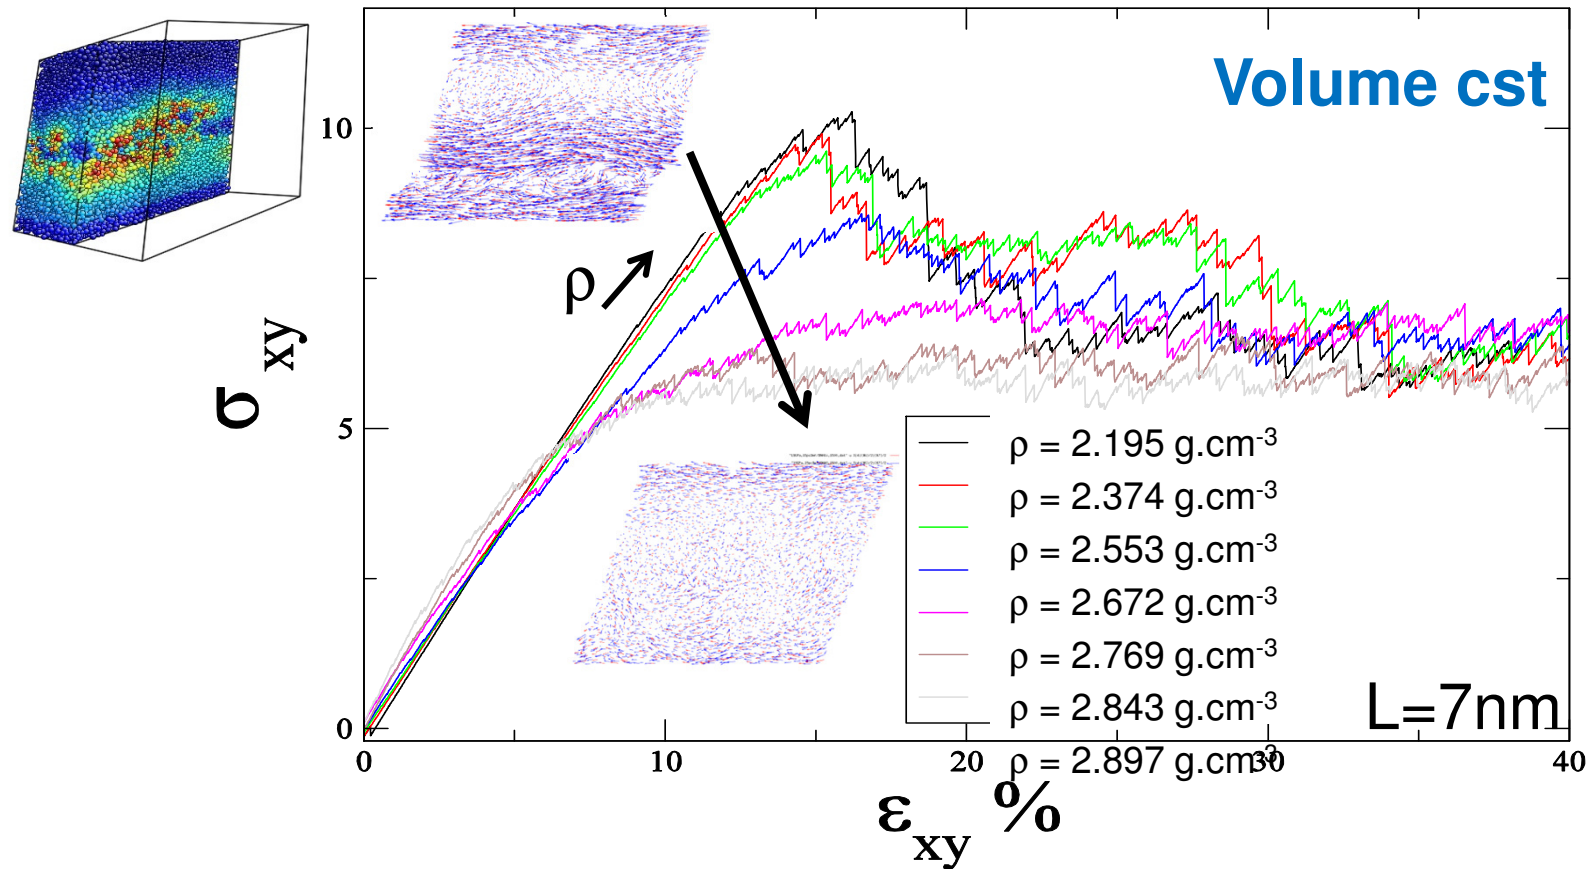 Volume cst
10
ρ
σ xy
5
ρ = 2.195 g.cm-3
ρ = 2.374 g.cm-3
ρ = 2.553 g.cm-3
ρ = 2.672 g.cm-3
ρ = 2.769 g.cm-3
ρ = 2.843 g.cm-3
ρ = 2.897 g.cm-3
L=7nm
0
0 10 20 30 40
εxy %